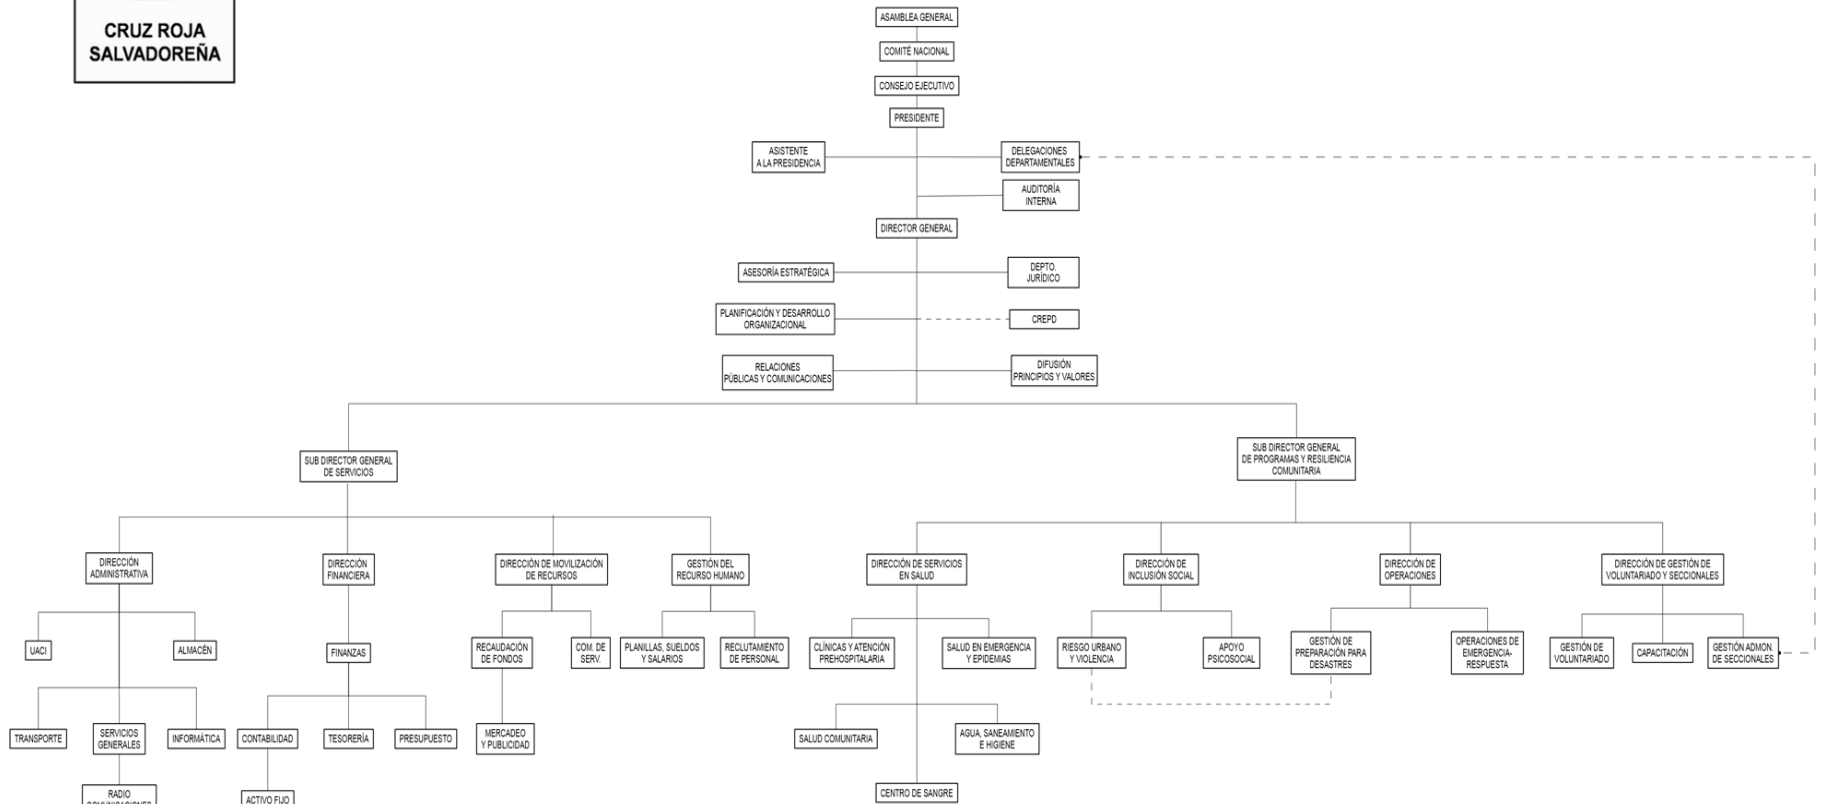 CRUZ ROJA
SALVADOREÑA
ASAMBLEA GENERAL
COMITÉ NACIONAL
CONSEJO EJECUTIVO
PRESIDENTE
ASISTENTE
A LA PRESIDENCIA
DELEGACIONES
DEPARTAMENTALES
AUDITORÍA
INTERNA
DIRECTOR GENERAL
ASESORÍA ESTRATÉGICA
DEPTO.
JURÍDICO
PLANIFICACIÓN Y DESARROLLO
ORGANIZACIONAL
CREPD
RELACIONES
PÚBLICAS Y COMUNICACIONES
DIFUSIÓN
PRINCIPIOS Y VALORES
SUB DIRECTOR GENERAL
DE SERVICIOS
SUB DIRECTOR GENERAL
DE PROGRAMAS Y RESILIENCIA
COMUNITARIA
DIRECCIÓN
ADMINISTRATIVA
DIRECCIÓN
FINANCIERA
DIRECCIÓN DE MOVILIZACIÓN
DE RECURSOS
GESTIÓN DEL
RECURSO HUMANO
DIRECCIÓN DE SERVICIOS
EN SALUD
DIRECCIÓN DE
INCLUSIÓN SOCIAL
DIRECCIÓN DE
OPERACIONES
DIRECCIÓN DE GESTIÓN DE
VOLUNTARIADO Y SECCIONALES
UACI
ALMACÉN
FINANZAS
RECAUDACIÓN
DE FONDOS
COM. DE
SERV.
PLANILLAS, SUELDOS
Y SALARIOS
RECLUTAMIENTO
DE PERSONAL
CLÍNICAS Y ATENCIÓN
PREHOSPITALARIA
SALUD EN EMERGENCIA
Y EPIDEMIAS
RIESGO URBANO
Y VIOLENCIA
APOYO
PSICOSOCIAL
GESTIÓN DE
PREPARACIÓN PARA
DESASTRES
OPERACIONES DE
EMERGENCIA-
RESPUESTA
GESTIÓN DE
VOLUNTARIADO
CAPACITACIÓN
GESTIÓN ADMON.
DE SECCIONALES
TRANSPORTE
SERVICIOS
GENERALES
INFORMÁTICA
CONTABILIDAD
TESORERÍA
PRESUPUESTO
MERCADEO
Y PUBLICIDAD
SALUD COMUNITARIA
AGUA, SANEAMIENTO
E HIGIENE
RADIO
COMUNICACIONES
ACTIVO FIJO
CENTRO DE SANGRE